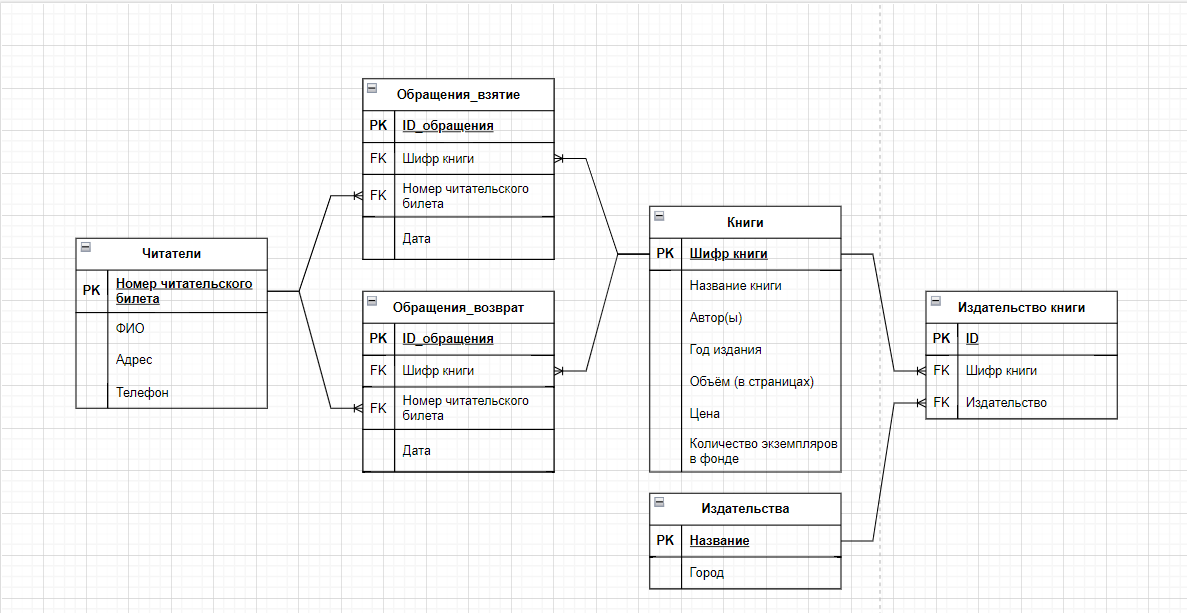 Обращения_взятие
PK ID_обращения
FK Шифр книги
FK Номер читательского
билета
Дата
Читатели
PK Номер читательского
билета
ФИО
Адрес
Телефон
Обращения_возврат
PK ID_обращения
FK Шифр книги
FK Номер читательского
билета
Дата
Книги
PK Шифр книги
Название книги
Автор(ы)
Год издания
Объём (в страницах)
Цена
Количество экземпляров
в фонде
Издательства
PK Название
Город
Издательство книги
PK ID
FK Шифр книги
FK Издательство